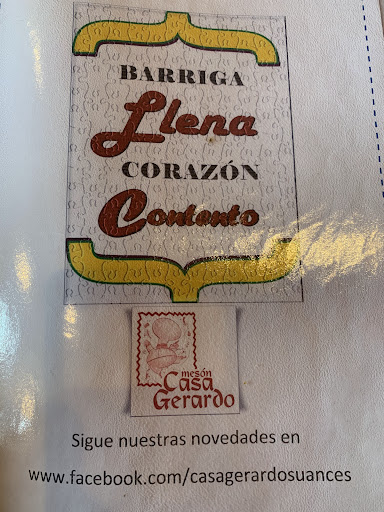 BARRIGA
Llena
CORAZÓN
Contento
mesón
Casa
Gerardo
Sigue nuestras novedades en
www.facebook.com/casagerardosuances